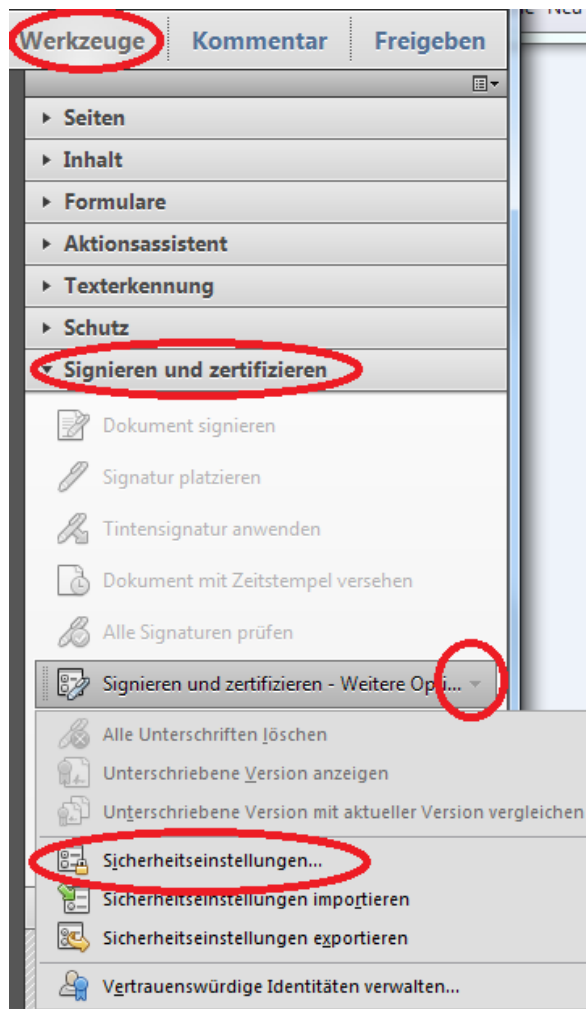 Werkzeuge Kommentar Freigeben
Seiten
Inhalt
Formulare
Aktionsassistent
Texterkennung
Schutz
Signieren und zertifizieren
Dokument signieren
Signatur platzieren
Tintensignatur anwenden
Dokument mit Zeitstempel versehen
Alle Signaturen prüfen
Signieren und zertifizieren - Weitere Opti...
Alle Unterschriften löschen
Unterschriebene Version anzeigen
Unterschriebene Version mit aktueller Version vergleichen
Sicherheitseinstellungen...
Sicherheitseinstellungen importieren
Sicherheitseinstellungen exportieren
Vertrauenswürdige Identitäten verwalten...